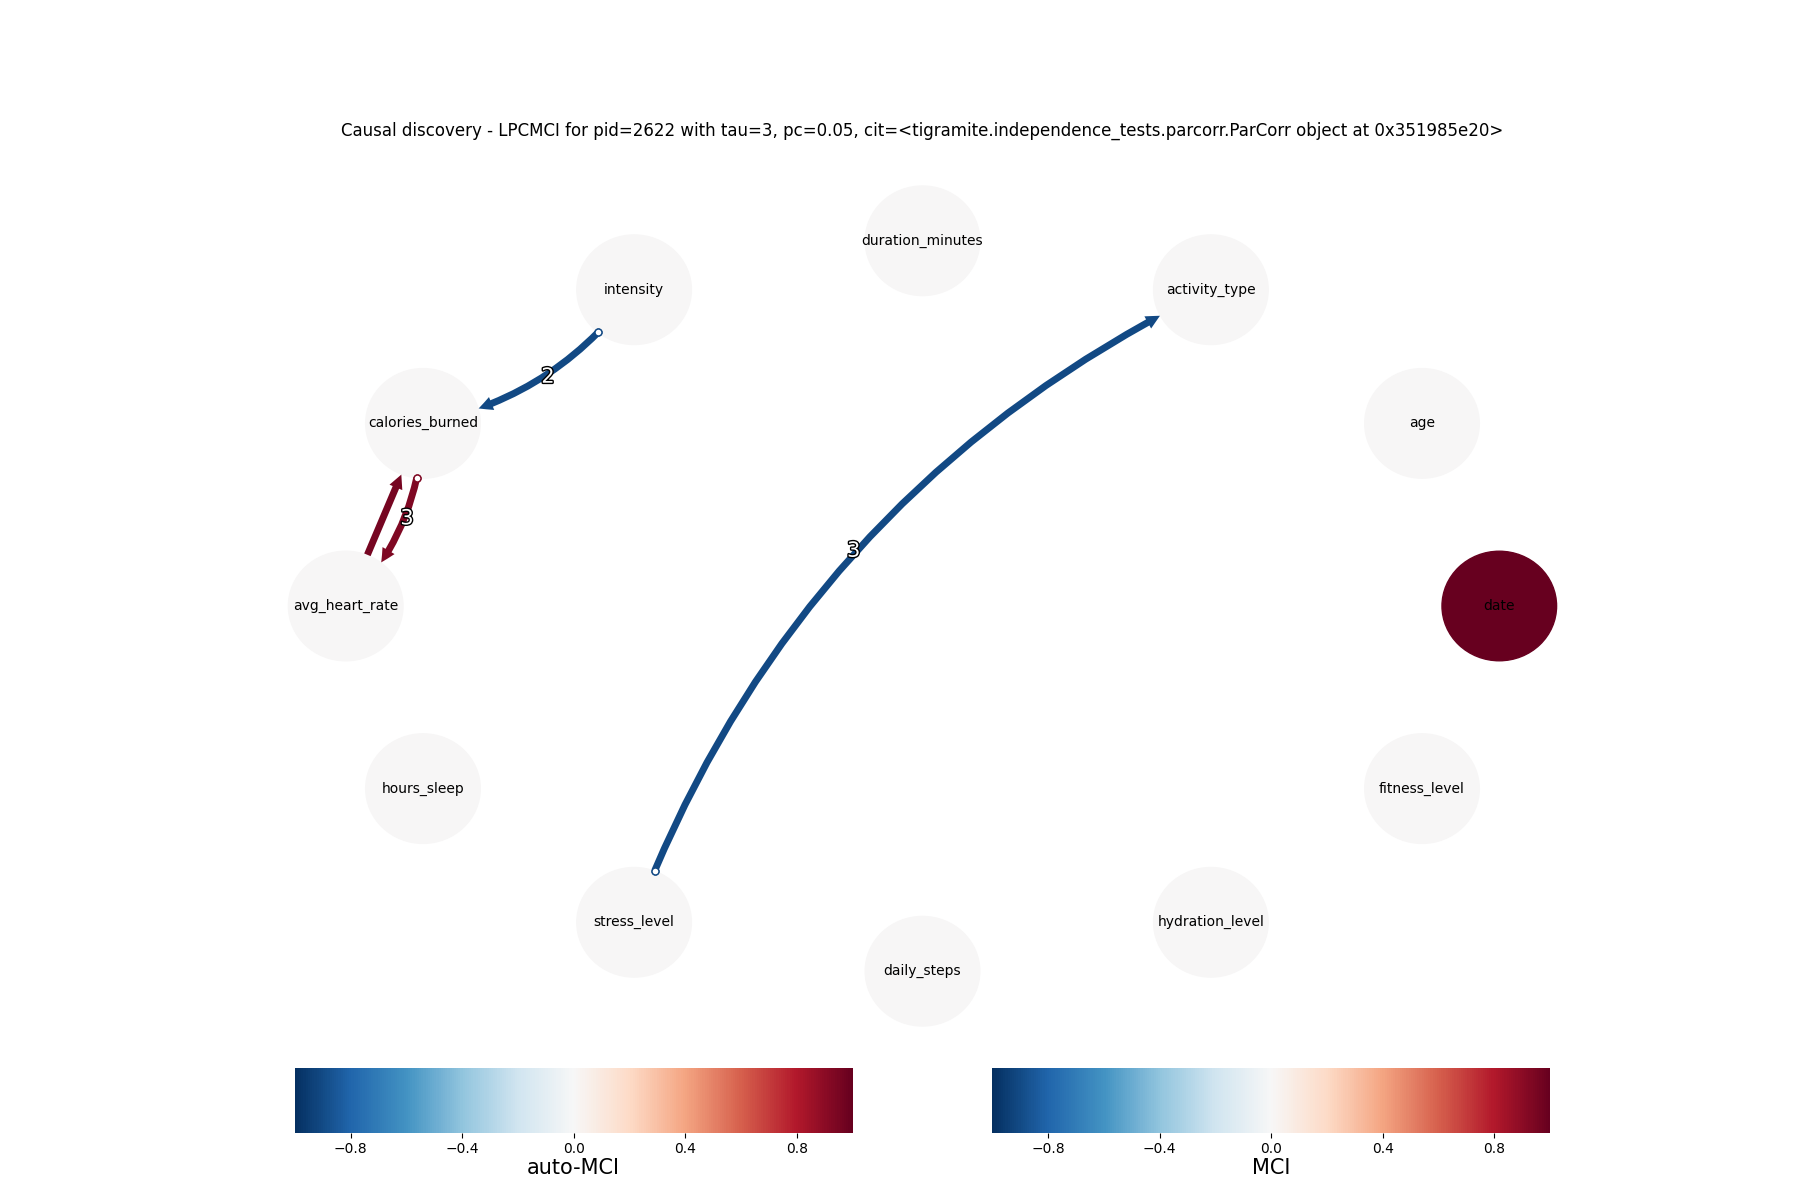 Causal discovery - LPCMCI for pid=2622 with tau=3, pc=0.05, cit=<tigramite.independence_tests.parcorr.ParCorr object at 0x351985e20>
duration_minutes
intensity
activity_type
2
calories_burned
age
3
3
avg_heart_rate
date
hours_sleep
fitness_level
stress_level
hydration_level
daily_steps
−0.8 −0.4 0.0 0.4 0.8
auto-MCI
−0.8 −0.4 0.0 0.4 0.8
MCI